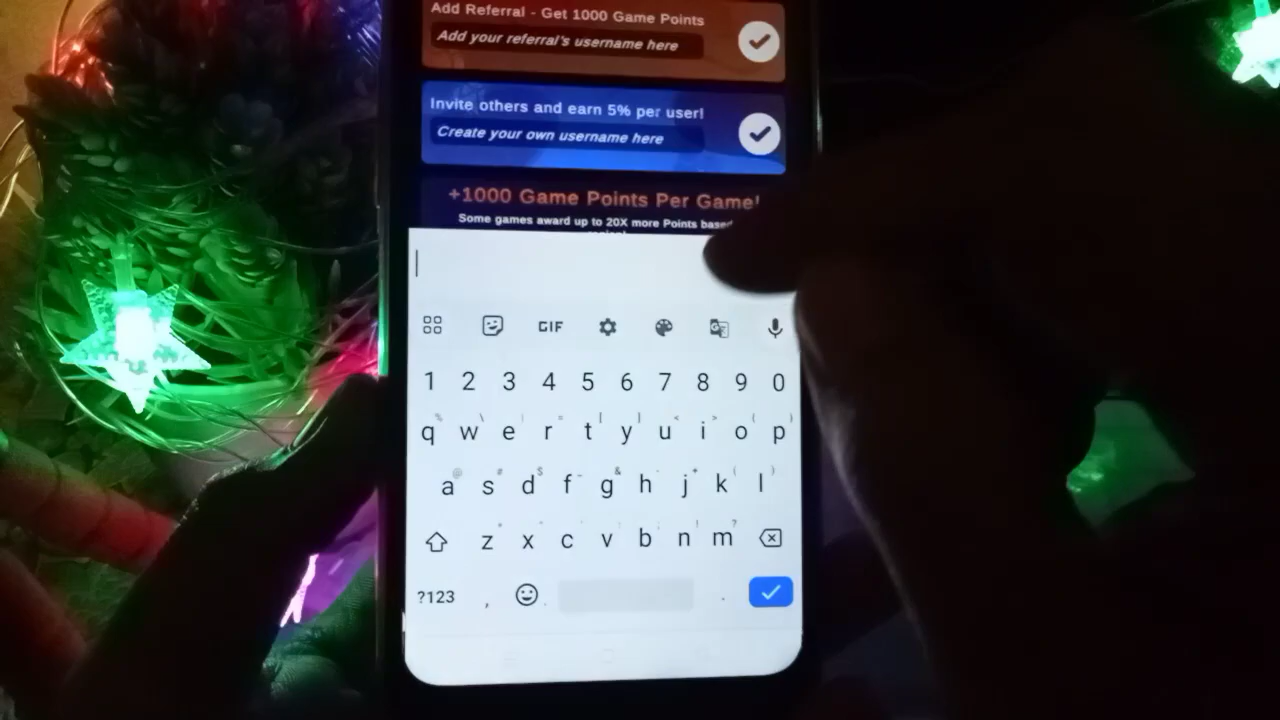 Add Referral - Get 1000 Game Points
Add your referral's username here
Invite others and earn 5% per user!
Create your own username here
+1000 Game Points Per Game!
Some games award up to 20X more Points based
GIF
1 2 3 4 5 6 7 8 9 0
q w e r t y u i o p
a s d f g h j k l
z x c v b n m
?123 , .